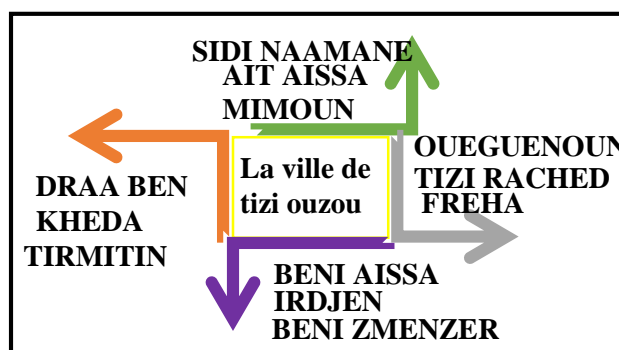 SIDI NAAMANE
AIT AISSA
MIMOUN
OUEGUENOUN
TIZI RACHED
FREHA
La ville de
tizi ouzou
DRAA BEN
KHEDA
TIRMITIN
BENI AISSA
IRDJEN
BENI ZMENZER